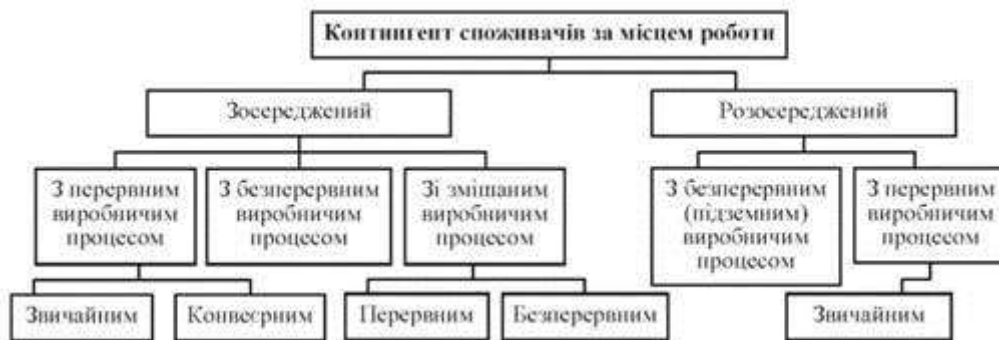 Контингент споживачів за місцем роботи
Зосереджений
Розосереджений
З перервним
виробничим
процесом
З безперервним
виробничим
процесом
Зі змішаним
виробничим
процесом
З безперервним
(підземним)
виробничим
процесом
З перервним
виробничим
процесом
Звичайним
Конвеєрним
Перервним
Безперервним
Звичайним